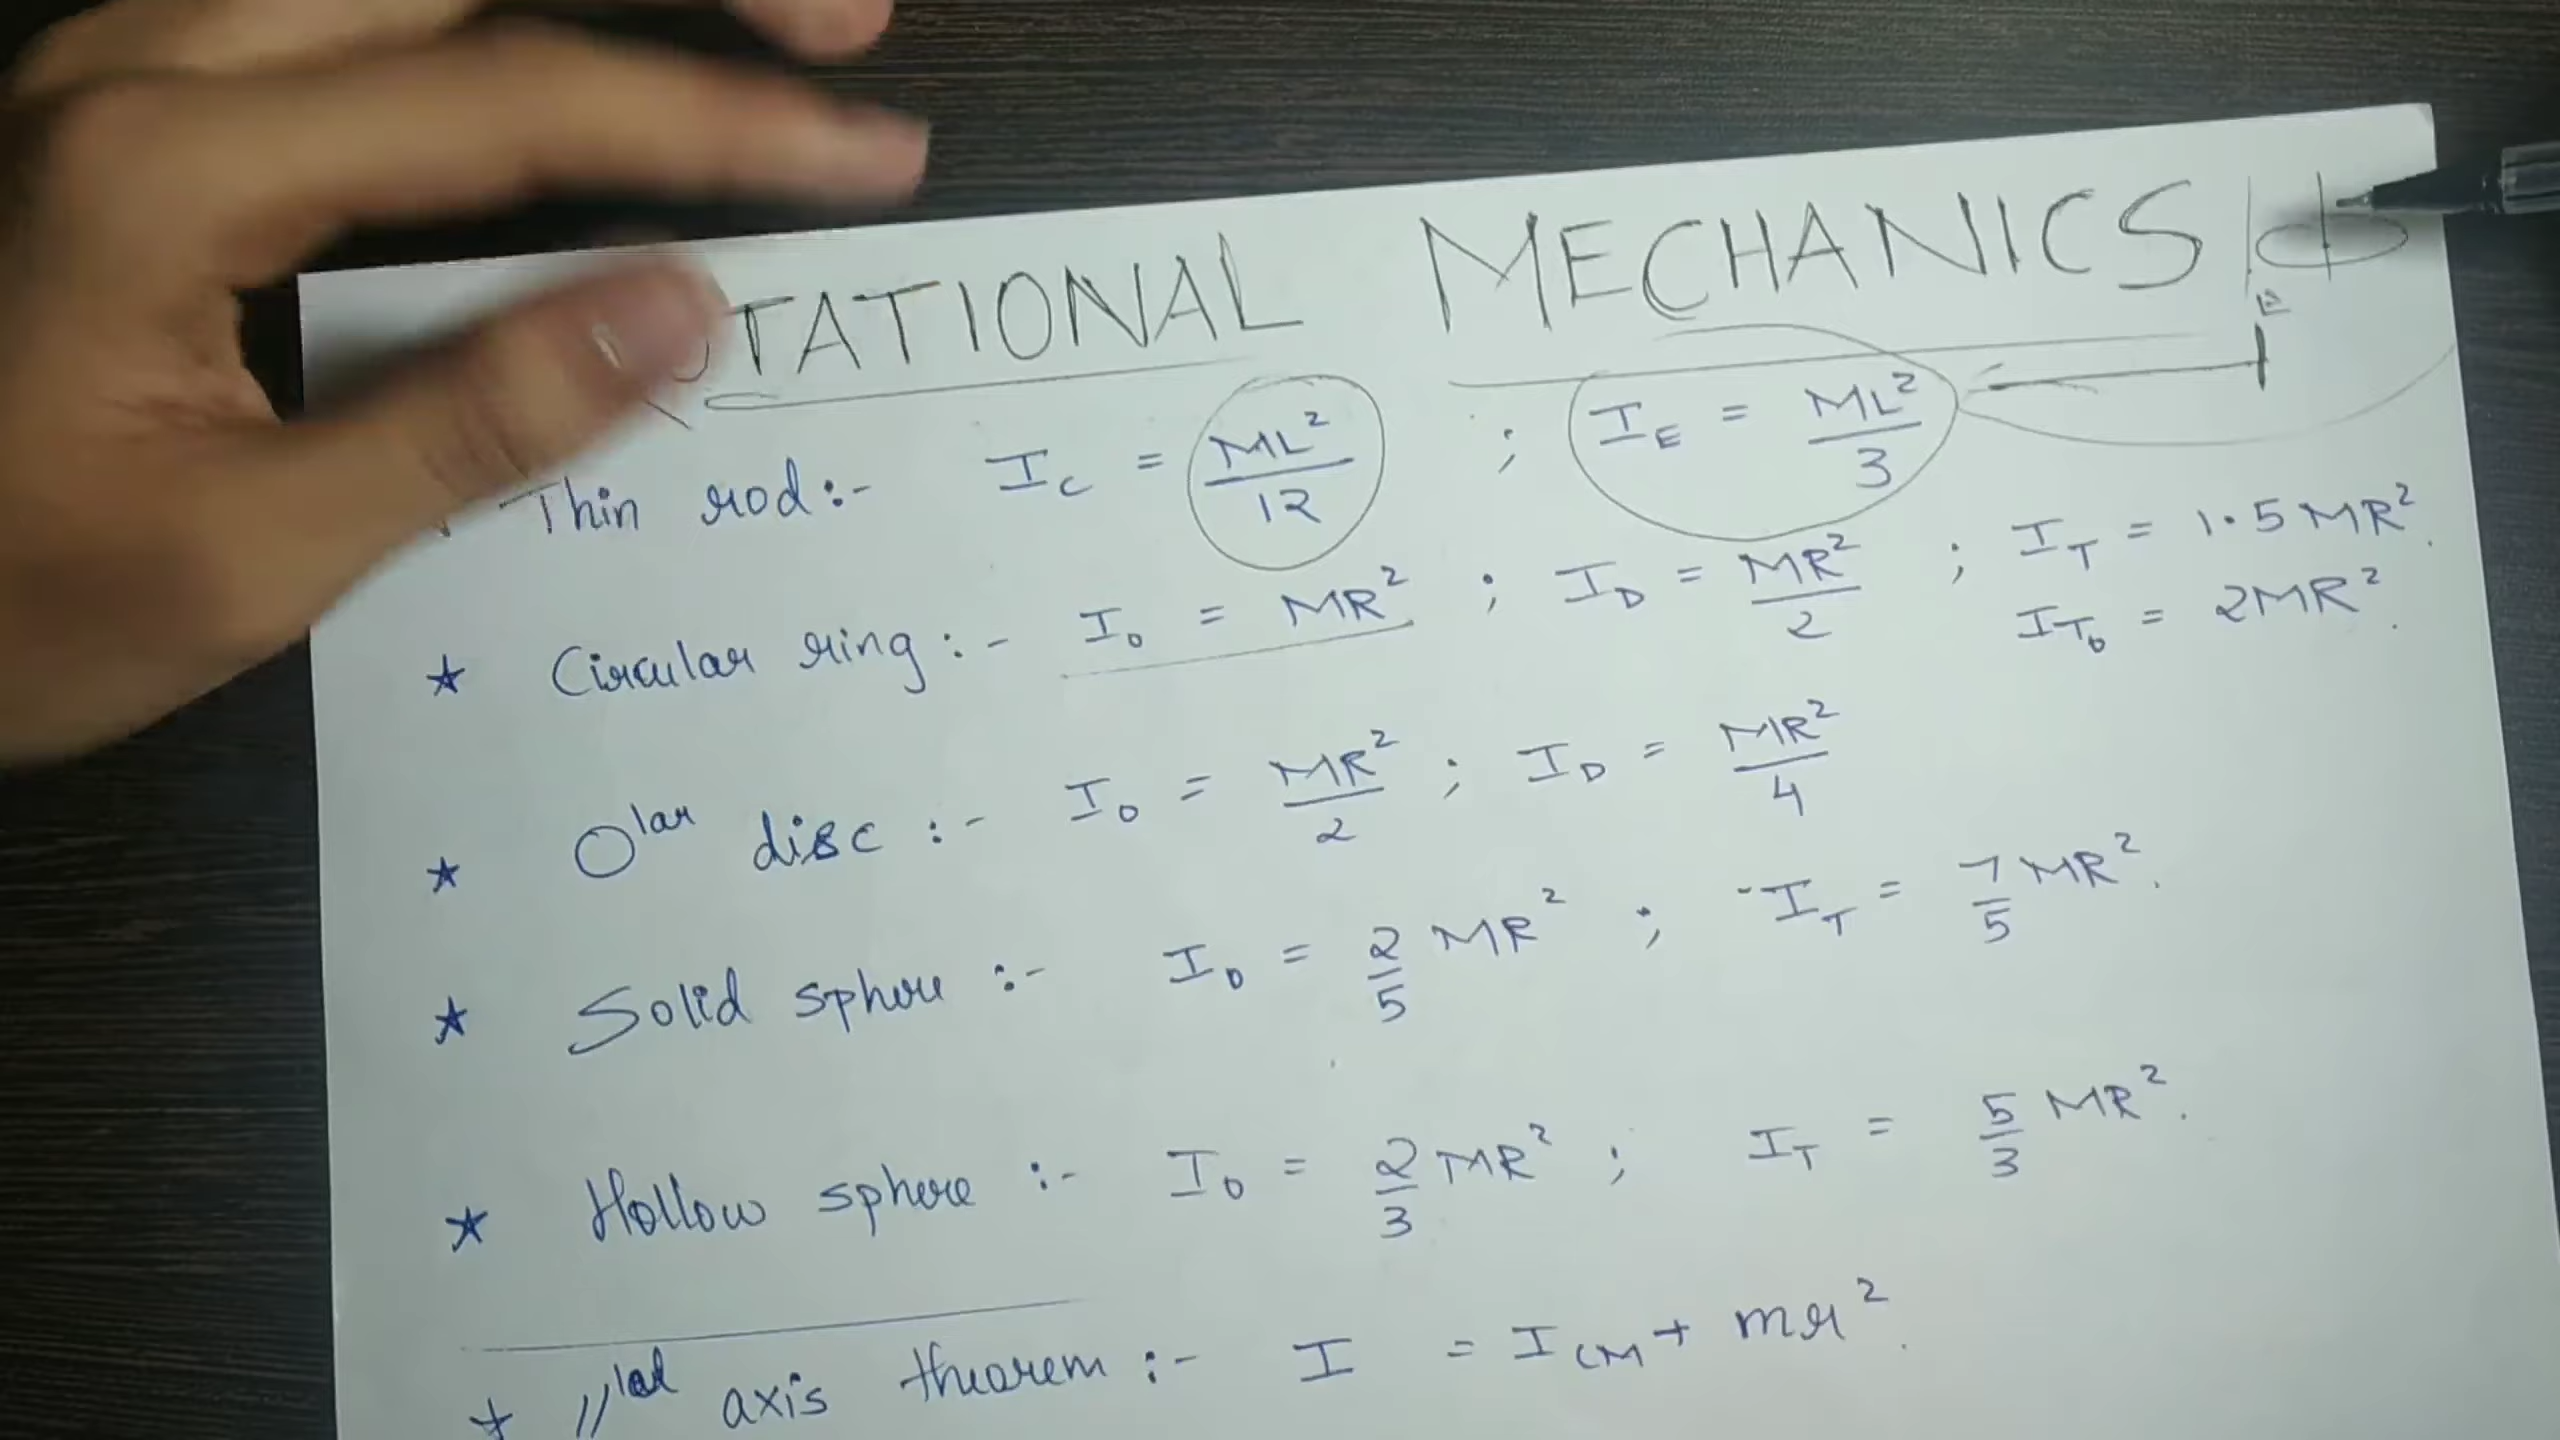 TATIONAL MECHANICS
E
Thin rod:- I_C = ML²/12 ; I_E = ML²/3
★ Circular ring:- I_0 = MR² ; I_D = MR²/2 ; I_T = 1.5 MR².
I_T0 = 2MR².
★ O^lar disc:- I_0 = MR²/2 ; I_D = MR²/4
★ Solid sphere:- I_0 = 2/5 MR² ; I_T = 7/5 MR².
★ Hollow sphere:- I_0 = 2/3 MR² ; I_T = 5/3 MR².
★ //^lel axis theorem:- I = I_CM + mr².